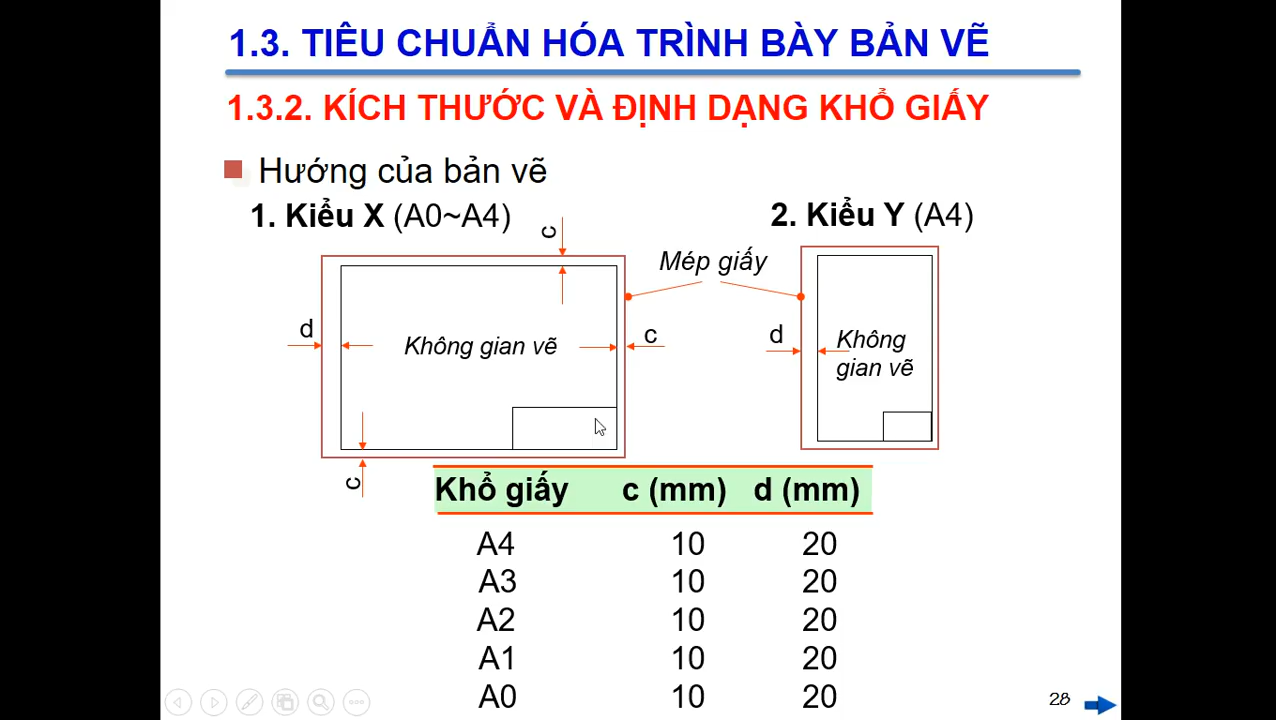 1.3. TIÊU CHUẨN HÓA TRÌNH BÀY BẢN VẼ
1.3.2. KÍCH THƯỚC VÀ ĐỊNH DẠNG KHỔ GIẤY
Hướng của bản vẽ
1. Kiểu X (A0~A4)
2. Kiểu Y (A4)
c
Mép giấy
d
Không gian vẽ
c
d
Không
gian vẽ
c
Khổ giấy c (mm) d (mm)
A4 10 20
A3 10 20
A2 10 20
A1 10 20
A0 10 20
28